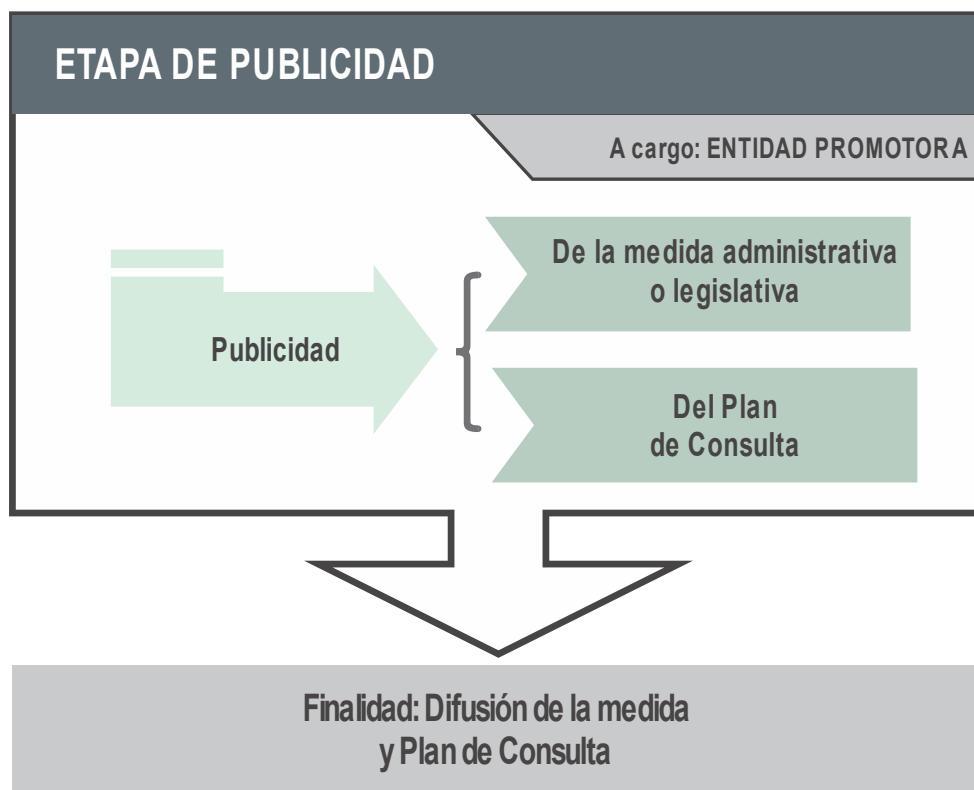 ETAPA DE PUBLICIDAD
A cargo: ENTIDAD PROMOTORA
De la medida administrativa
o legislativa
Publicidad
Del Plan
de Consulta
Finalidad: Difusión de la medida
y Plan de Consulta